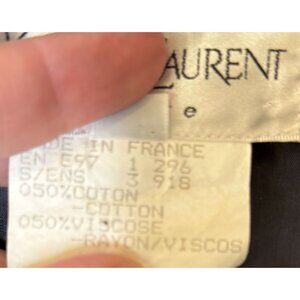 LAURENT
e
MADE IN FRANCE
EN E97 1 296
S/ENS 3 918
050%COTON
-COTTON
050%VISCOSE
-RAYON/VISCOS